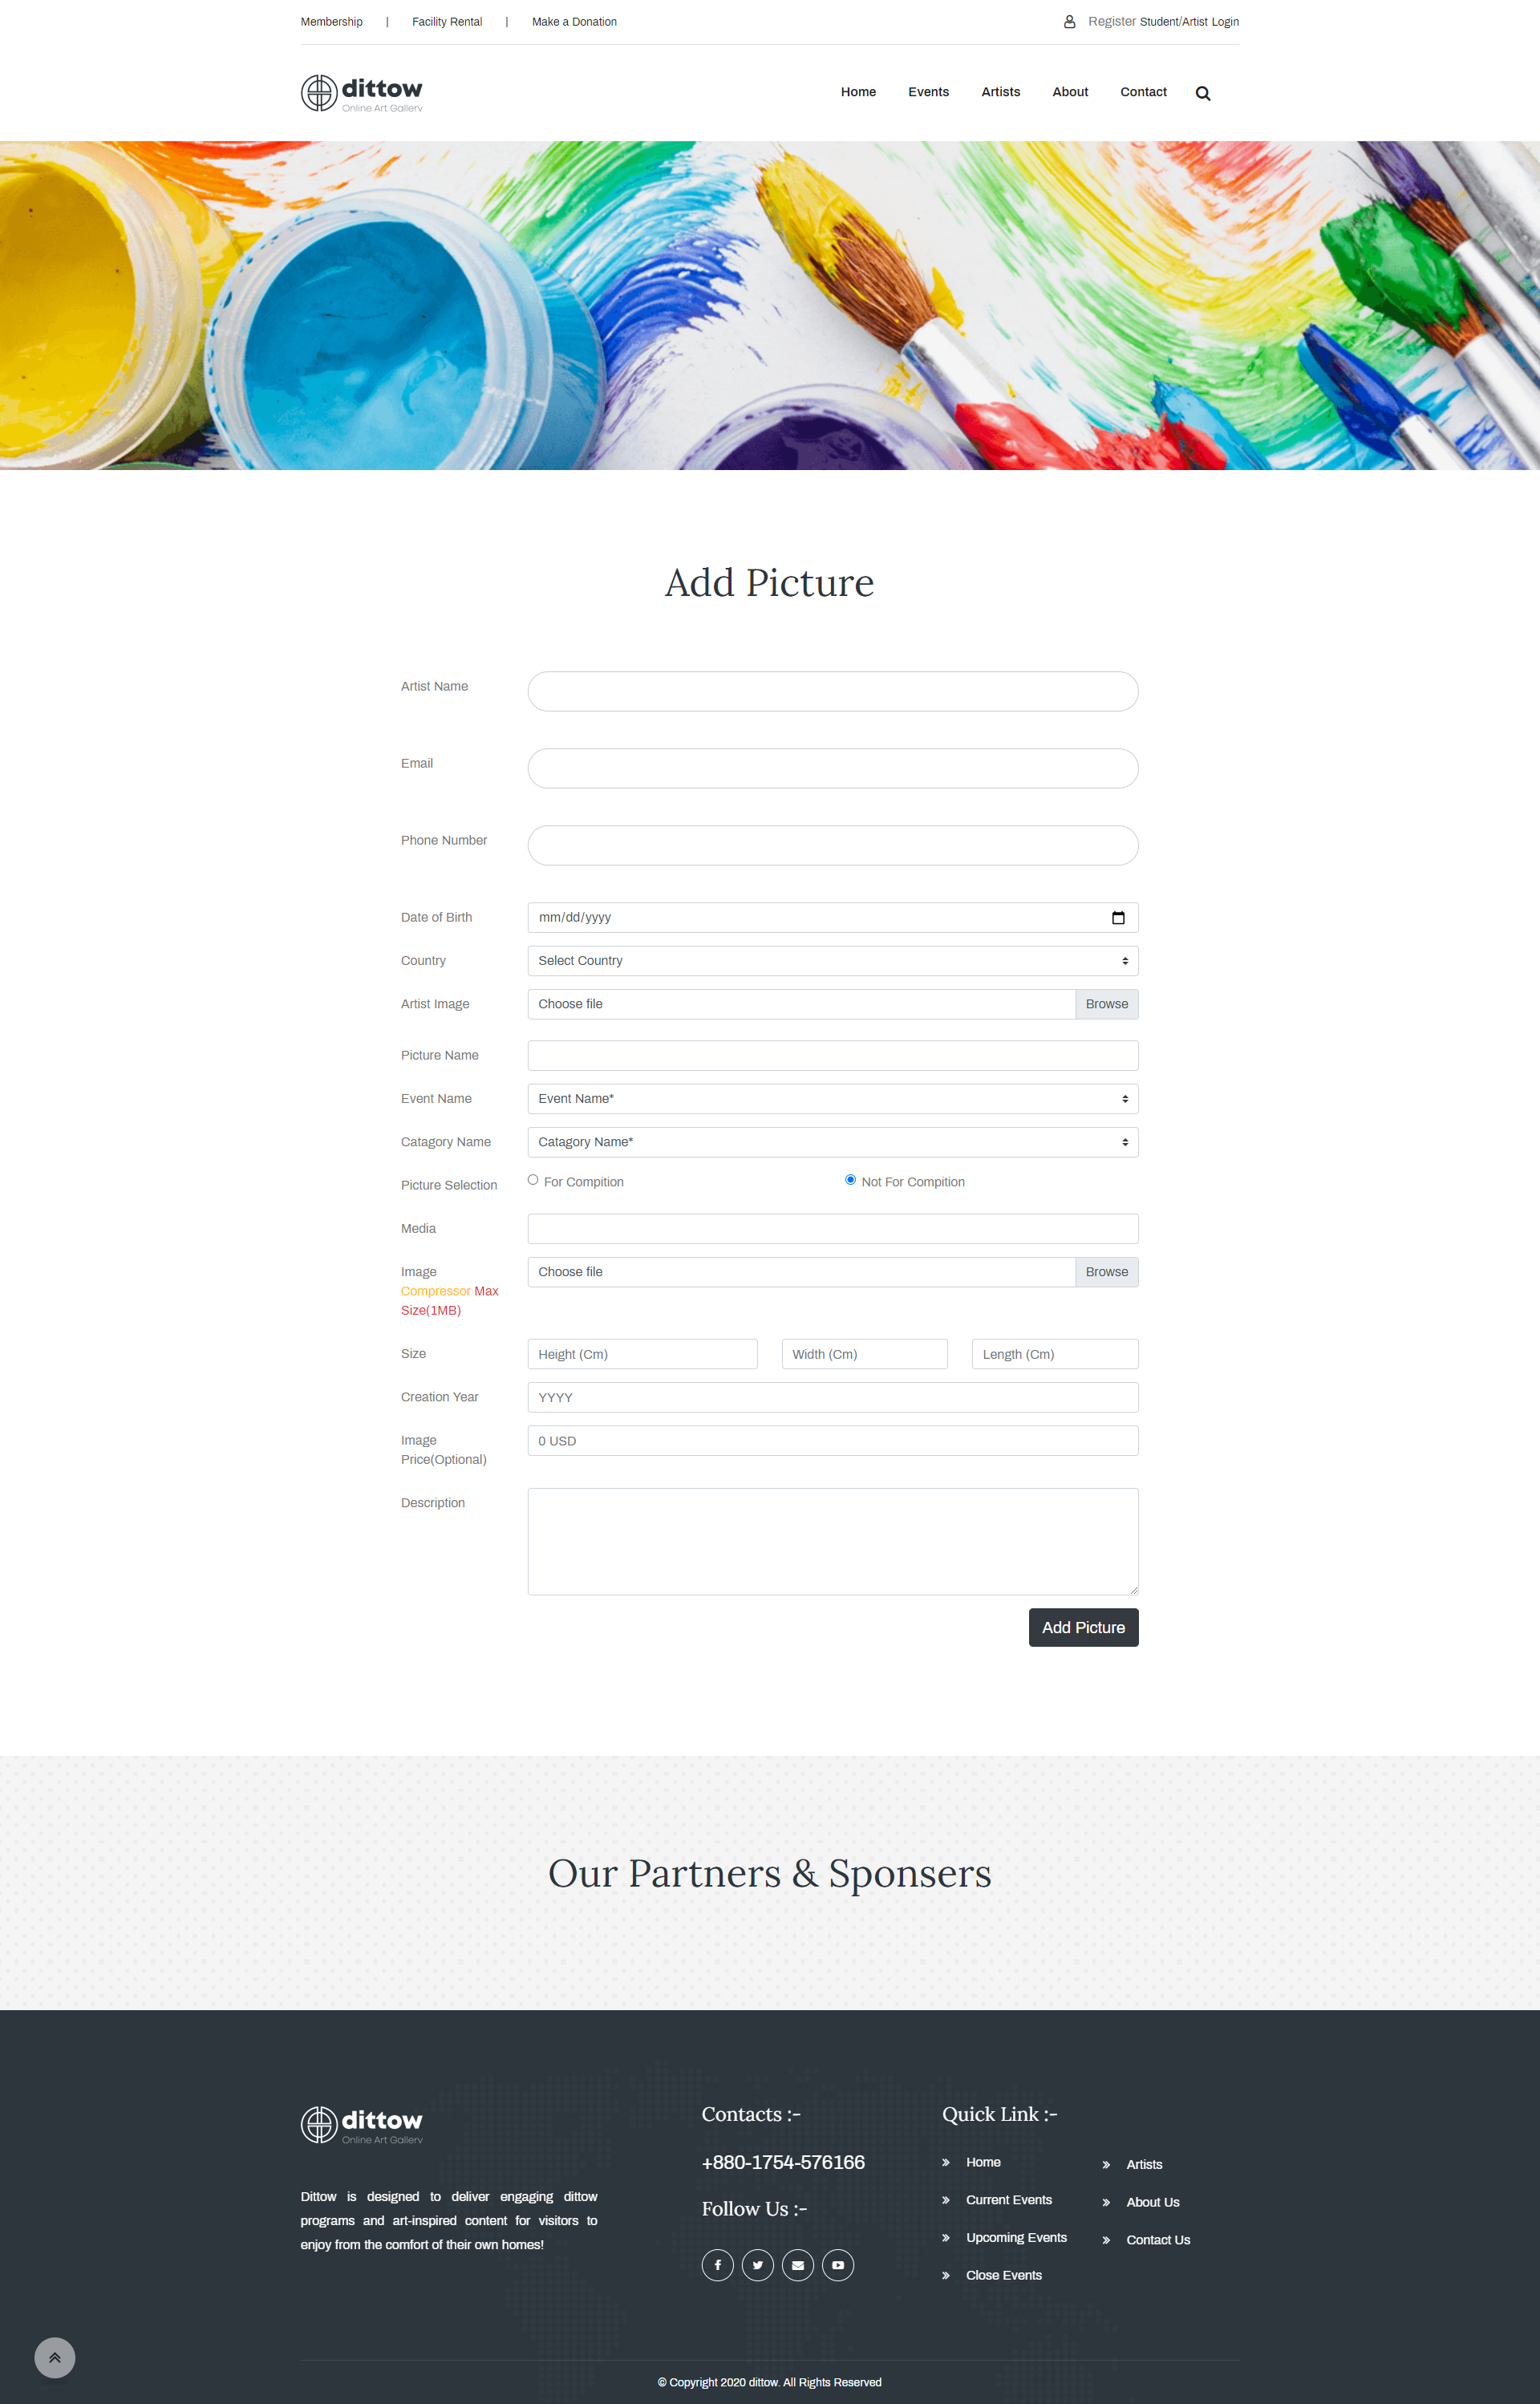 Membership | Facility Rental | Make a Donation
Register Student/Artist Login
dittow
Online Art Gallery
Home Events Artists About Contact
Add Picture
Artist Name
Email
Phone Number
Date of Birth mm/dd/yyyy
Country Select Country
Artist Image Choose file Browse
Picture Name
Event Name Event Name*
Catagory Name Catagory Name*
Picture Selection For Compition Not For Compition
Media
Image Choose file Browse
Compressor Max
Size(1MB)
Size Height (Cm) Width (Cm) Length (Cm)
Creation Year YYYY
Image 0 USD
Price(Optional)
Description
Add Picture
Our Partners & Sponsers
dittow
Online Art Gallery
Dittow is designed to deliver engaging dittow
programs and art-inspired content for visitors to
enjoy from the comfort of their own homes!
Contacts :-
+880-1754-576166
Follow Us :-
Quick Link :-
Home
Current Events
Upcoming Events
Close Events
Artists
About Us
Contact Us
© Copyright 2020 dittow. All Rights Reserved